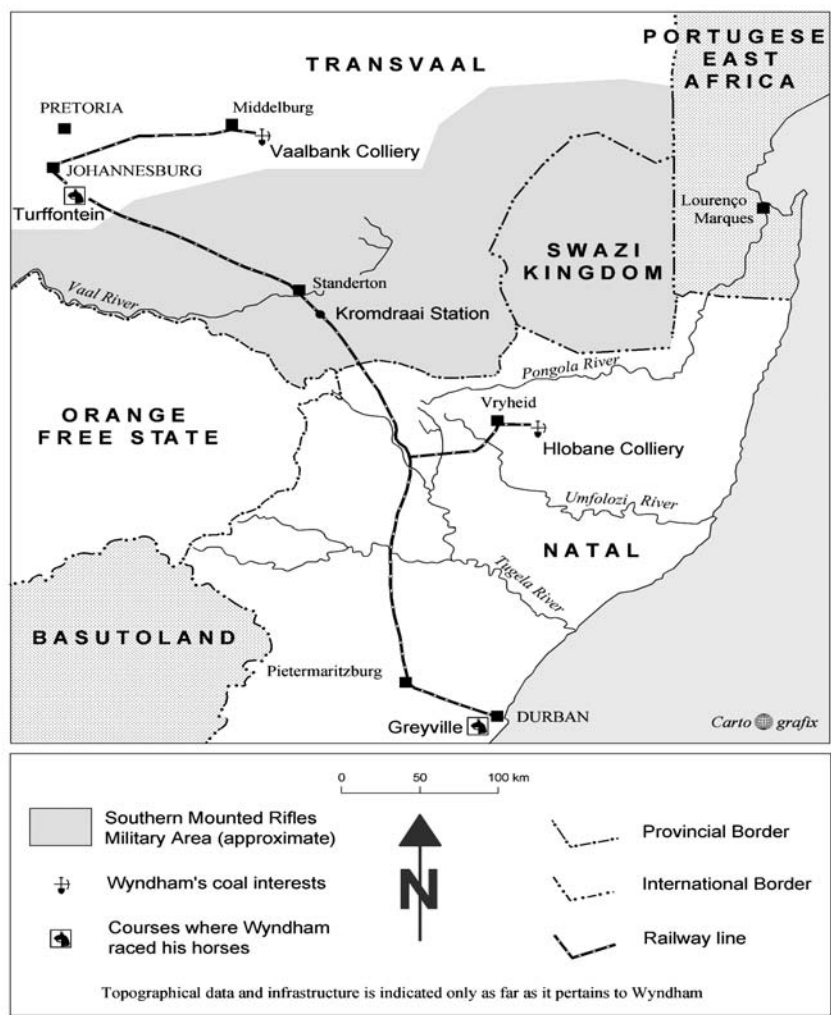 PORTUGESE
EAST
AFRICA
TRANSVAAL
PRETORIA
Middelburg
Vaalbank Colliery
JOHANNESBURG
Turffontein
Lourenço
Marques
SWAZI
KINGDOM
Vaal River
Standerton
Kromdraai Station
Pongola River
ORANGE
FREE STATE
Vryheid
Hlobane Colliery
Umfolozi River
NATAL
Tugela River
BASUTOLAND
Pietermaritzburg
Greyville
DURBAN
Carto grafix
0 50 100 km
Southern Mounted Rifles
Military Area (approximate)
Provincial Border
Wyndham's coal interests
N
International Border
Courses where Wyndham
raced his horses
Railway line
Topographical data and infrastructure is indicated only as far as it pertains to Wyndham